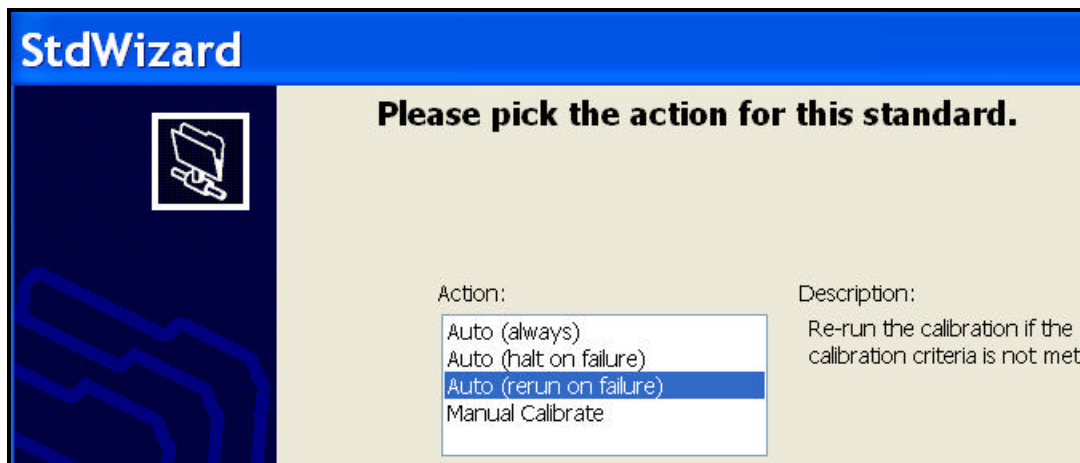 StdWizard
Please pick the action for this standard.
Action:
Auto (always)
Auto (halt on failure)
Auto (rerun on failure)
Manual Calibrate
Description:
Re-run the calibration if the
calibration criteria is not met